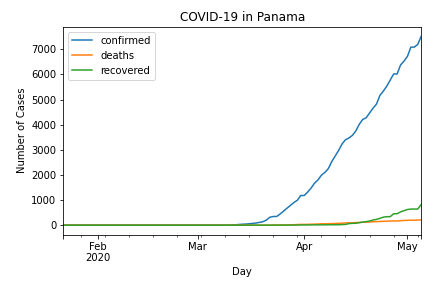 COVID-19 in Panama
confirmed
deaths
recovered
Number of Cases
7000
6000
5000
4000
3000
2000
1000
0
Feb
2020
Mar
Apr
May
Day